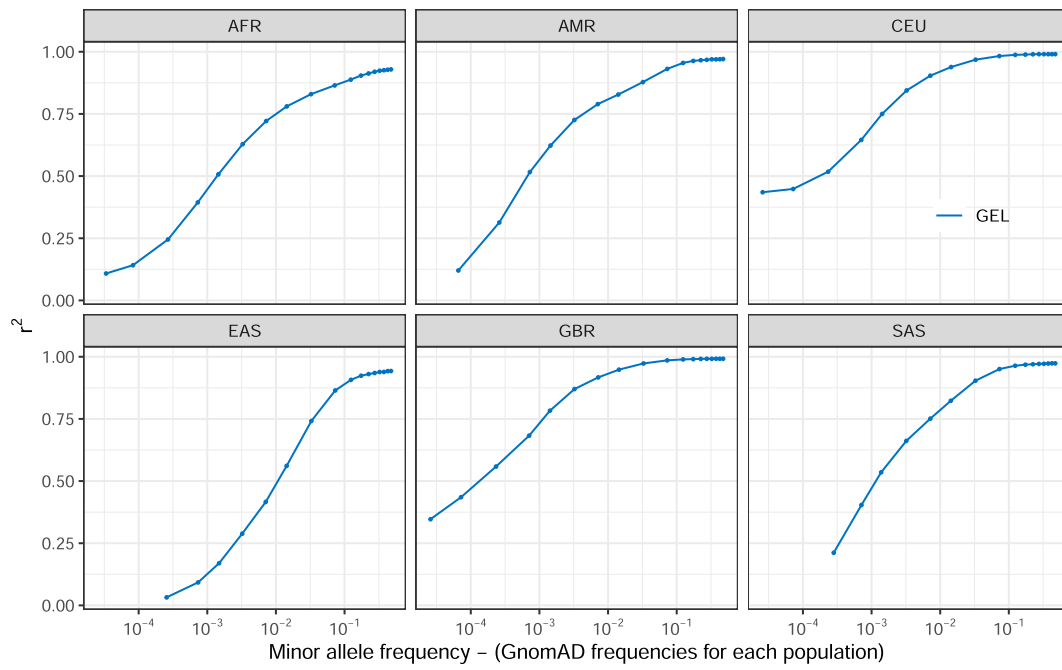 AFR AMR CEU
1.00
0.75
0.50
0.25
0.00
GEL
r²
EAS GBR SAS
1.00
0.75
0.50
0.25
0.00
10⁻⁴ 10⁻³ 10⁻² 10⁻¹ 10⁻⁴ 10⁻³ 10⁻² 10⁻¹ 10⁻⁴ 10⁻³ 10⁻² 10⁻¹
Minor allele frequency – (GnomAD frequencies for each population)